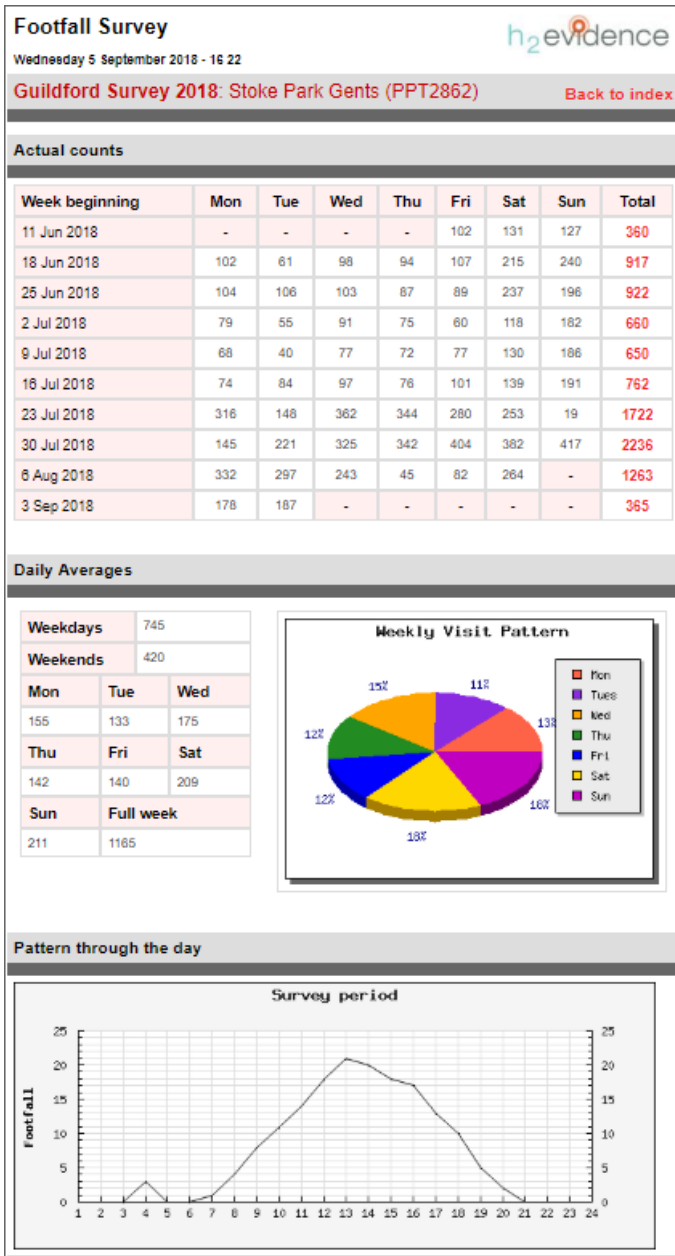 Footfall Survey
h2evidence
Wednesday 5 September 2018 - 16 22
Guildford Survey 2018: Stoke Park Gents (PPT2862) Back to index
Actual counts
Week beginning Mon Tue Wed Thu Fri Sat Sun Total
11 Jun 2018 - - - - 102 131 127 360
18 Jun 2018 102 61 98 94 107 215 240 917
25 Jun 2018 104 106 103 87 89 237 196 922
2 Jul 2018 79 55 91 75 60 118 182 660
9 Jul 2018 68 40 77 72 77 130 186 650
16 Jul 2018 74 84 97 76 101 139 191 762
23 Jul 2018 316 148 362 344 280 253 19 1722
30 Jul 2018 145 221 325 342 404 382 417 2236
6 Aug 2018 332 297 243 45 82 264 - 1263
3 Sep 2018 178 187 - - - - - 365
Daily Averages
Weekdays 745
Weekends 420
Mon Tue Wed
155 133 175
Thu Fri Sat
142 140 209
Sun Full week
211 1165
Weekly Visit Pattern
15% 11%
12% 13%
12% 18%
18%
Mon
Tues
Wed
Thu
Fri
Sat
Sun
Pattern through the day
Survey period
Footfall
25 25
20 20
15 15
10 10
5 5
0 0
1 2 3 4 5 6 7 8 9 10 11 12 13 14 15 16 17 18 19 20 21 22 23 24